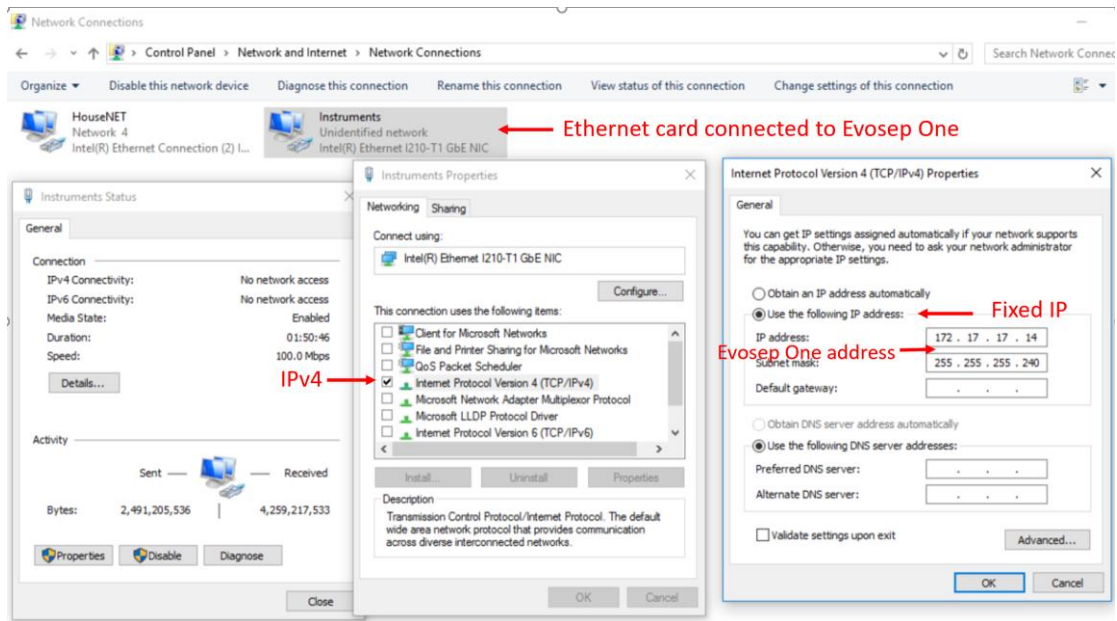 Network Connections
Control Panel > Network and Internet > Network Connections
Search Network Connec
Organize
Disable this network device
Diagnose this connection
Rename this connection
View status of this connection
Change settings of this connection
HouseNET
Network 4
Intel(R) Ethernet Connection (2) I...
Instruments
Unidentified network
Intel(R) Ethernet I210-T1 GbE NIC
Ethernet card connected to Evosep One
Instruments Status
General
Connection
IPv4 Connectivity: No network access
IPv6 Connectivity: No network access
Media State: Enabled
Duration: 01:50:46
Speed: 100.0 Mbps
Details...
Activity
Sent — Received
Bytes: 2,491,205,536 | 4,259,217,533
Properties
Disable
Diagnose
Close
Instruments Properties
Networking
Sharing
Connect using:
Intel(R) Ethernet I210-T1 GbE NIC
Configure...
This connection uses the following items:
Client for Microsoft Networks
File and Printer Sharing for Microsoft Networks
QoS Packet Scheduler
IPv4
Internet Protocol Version 4 (TCP/IPv4)
Microsoft Network Adapter Multiplexor Protocol
Microsoft LLDP Protocol Driver
Internet Protocol Version 6 (TCP/IPv6)
Install...
Uninstall
Properties
Description
Transmission Control Protocol/Internet Protocol. The default
wide area network protocol that provides communication
across diverse interconnected networks.
OK
Cancel
Internet Protocol Version 4 (TCP/IPv4) Properties
General
You can get IP settings assigned automatically if your network supports
this capability. Otherwise, you need to ask your network administrator
for the appropriate IP settings.
Obtain an IP address automatically
Use the following IP address:
Fixed IP
IP address: 172 . 17 . 17 . 14
Evosep One address
Subnet mask: 255 . 255 . 255 . 240
Default gateway: . . .
Obtain DNS server address automatically
Use the following DNS server addresses:
Preferred DNS server: . . .
Alternate DNS server: . . .
Validate settings upon exit
Advanced...
OK
Cancel